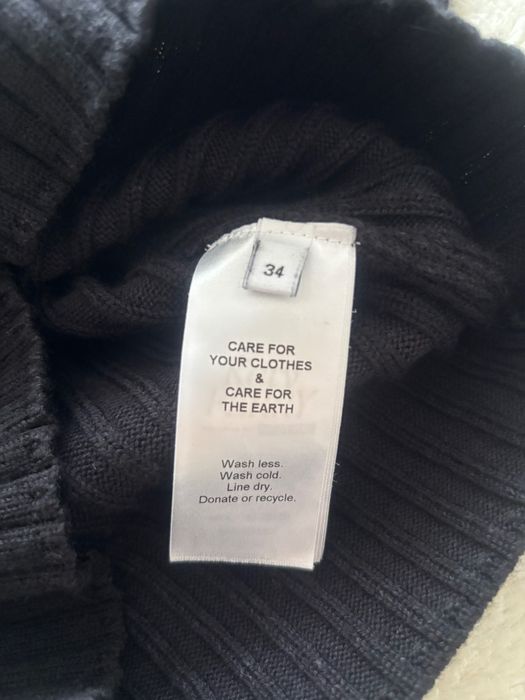 34
CARE FOR
YOUR CLOTHES
&
CARE FOR
THE EARTH
Wash less.
Wash cold.
Line dry.
Donate or recycle.